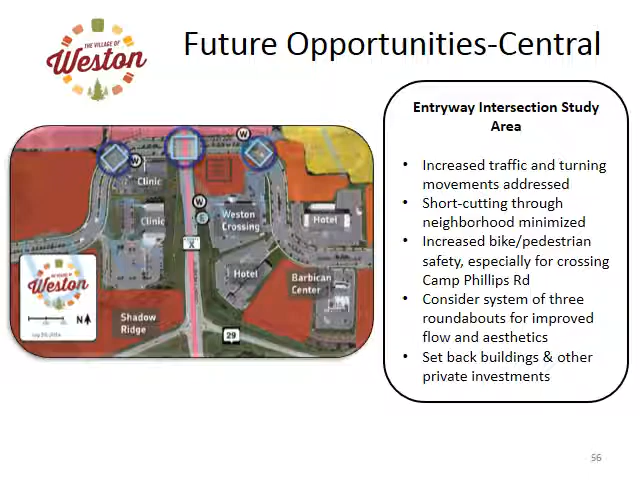 THE VILLAGE OF
Weston
Future Opportunities-Central
Entryway Intersection Study
Area
• Increased traffic and turning
movements addressed
• Short-cutting through
neighborhood minimized
• Increased bike/pedestrian
safety, especially for crossing
Camp Phillips Rd
• Consider system of three
roundabouts for improved
flow and aesthetics
• Set back buildings & other
private investments
W
W
Clinic
W
Clinic
Weston
Crossing
Hotel
X
Hotel
Barbican
Center
Weston
N
Shadow
Ridge
29
56